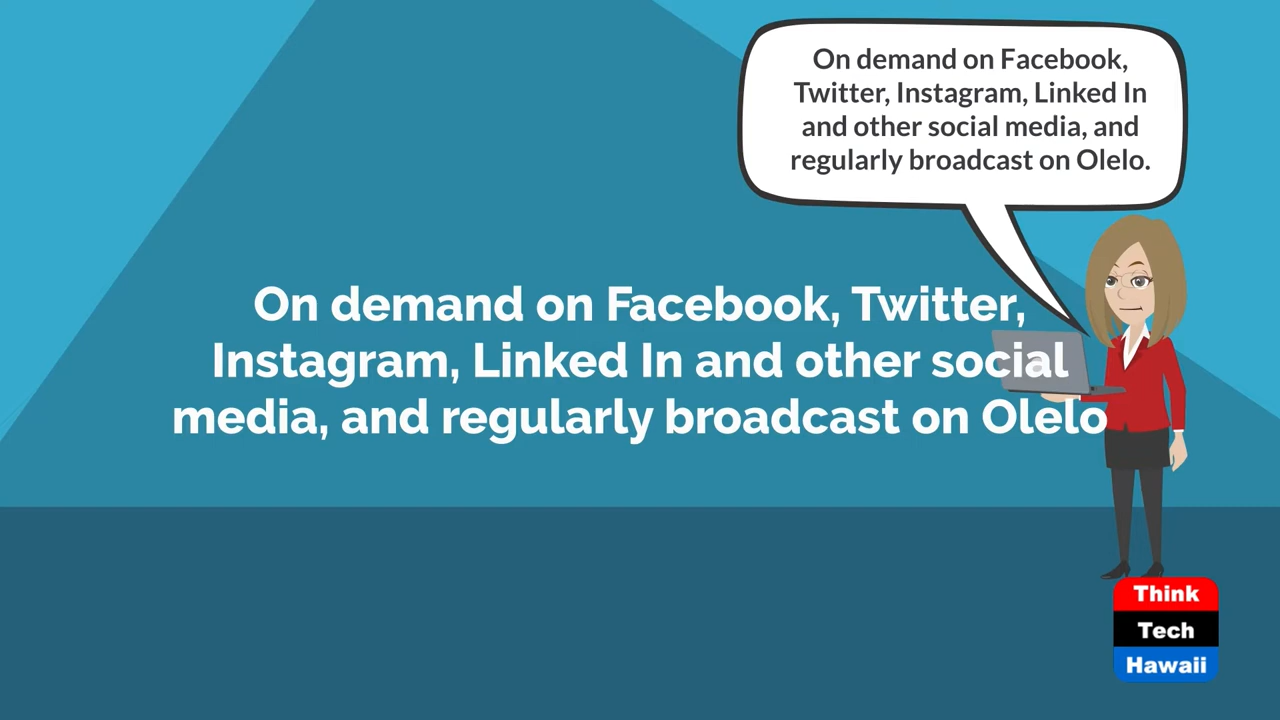 On demand on Facebook,
Twitter, Instagram, Linked In
and other social media, and
regularly broadcast on Olelo.
On demand on Facebook, Twitter,
Instagram, Linked In and other social
media, and regularly broadcast on Olelo
Think
Tech
Hawaii